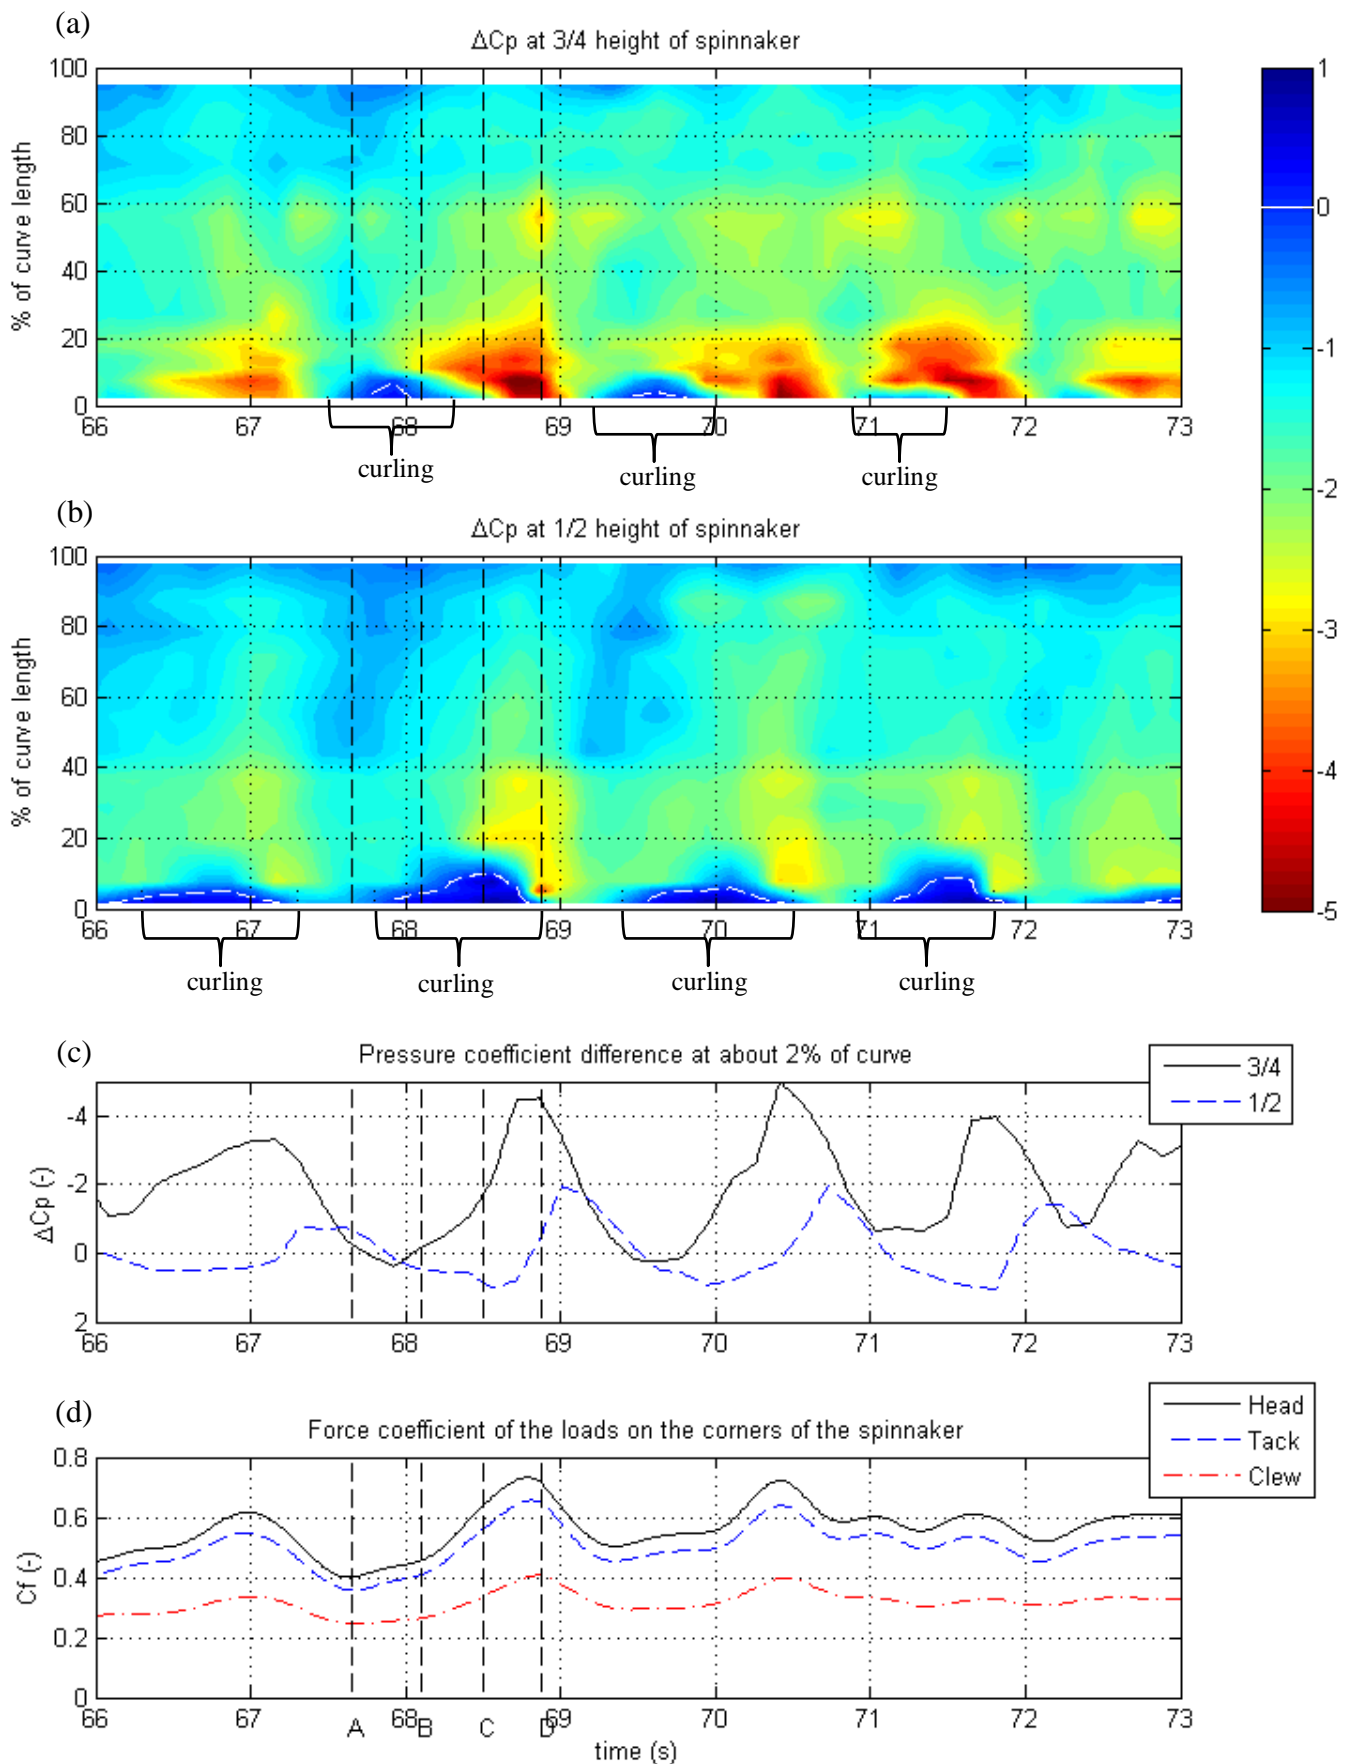 (a)
ΔCp at 3/4 height of spinnaker
% of curve length
100
80
60
40
20
0
66 67 68 69 70 71 72 73
curling curling curling
1
0
-1
-2
-3
-4
-5
(b)
ΔCp at 1/2 height of spinnaker
% of curve length
100
80
60
40
20
0
66 67 68 69 70 71 72 73
curling curling curling curling
(c)
Pressure coefficient difference at about 2% of curve
3/4
1/2
ΔCp (-)
-4
-2
0
2
66 67 68 69 70 71 72 73
(d)
Force coefficient of the loads on the corners of the spinnaker
Head
Tack
Clew
Cf (-)
0.8
0.6
0.4
0.2
0
66 67 68 69 70 71 72 73
A B C D
time (s)